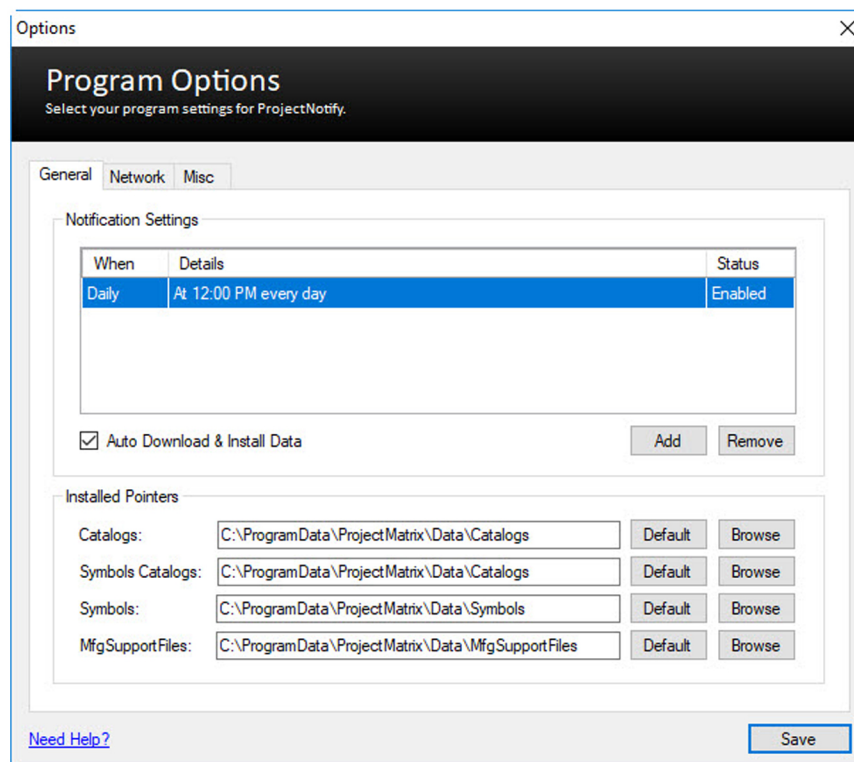 Options
Program Options
Select your program settings for ProjectNotify.
General Network Misc
Notification Settings
When Details Status
Daily At 12:00 PM every day Enabled
Auto Download & Install Data Add Remove
Installed Pointers
Catalogs: C:\ProgramData\ProjectMatrix\Data\Catalogs Default Browse
Symbols Catalogs: C:\ProgramData\ProjectMatrix\Data\Catalogs Default Browse
Symbols: C:\ProgramData\ProjectMatrix\Data\Symbols Default Browse
MfgSupportFiles: C:\ProgramData\ProjectMatrix\Data\MfgSupportFiles Default Browse
Need Help? Save